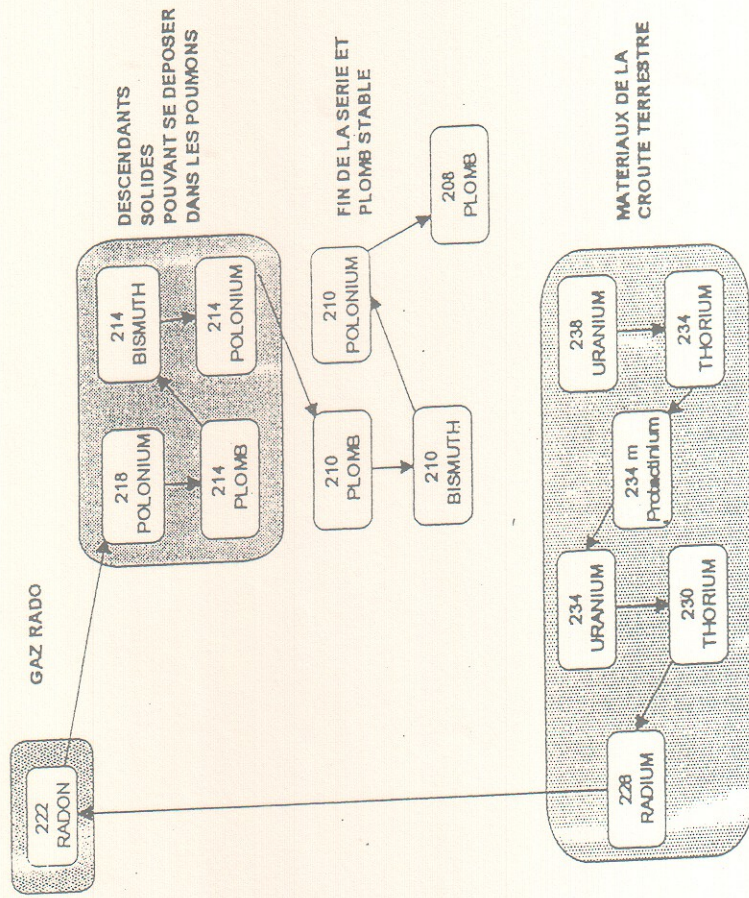 222
RADON
GAZ RADO
218
POLONIUM
214
PLOMB
214
BISMUTH
214
POLONIUM
DESCENDANTS
SOLIDES
POUVANT SE DEPOSER
DANS LES POUMONS
210
PLOMB
210
BISMUTH
210
POLONIUM
208
PLOMB
FIN DE LA SERIE ET
PLOMB STABLE
228
RADIUM
234
URANIUM
230
THORIUM
234 m
Protactinium
238
URANIUM
234
THORIUM
MATERIAUX DE LA
CROUTE TERRESTRE